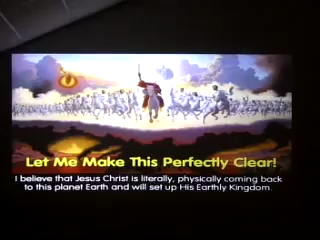 Let Me Make This Perfectly Clear!
I believe that Jesus Christ is literally, physically coming back
to this planet Earth and will set up His Earthly Kingdom.